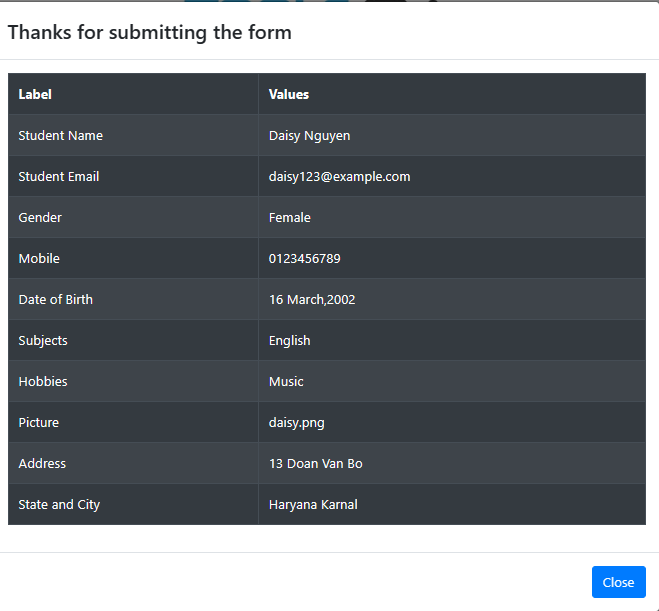 Thanks for submitting the form
Label Values
Student Name Daisy Nguyen
Student Email daisy123@example.com
Gender Female
Mobile 0123456789
Date of Birth 16 March,2002
Subjects English
Hobbies Music
Picture daisy.png
Address 13 Doan Van Bo
State and City Haryana Karnal
Close